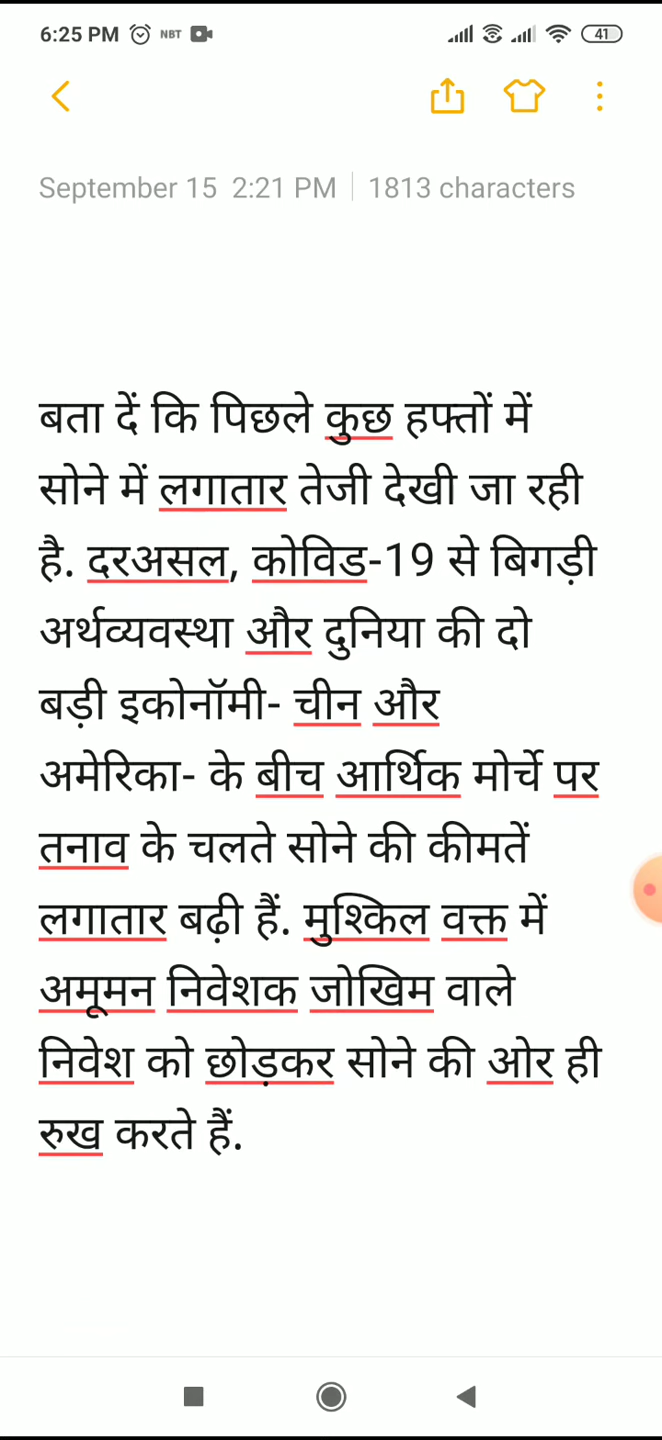 6:25 PM NBT 41
September 15 2:21 PM 1813 characters
बता दें कि पिछले कुछ हफ्तों में
सोने में लगातार तेजी देखी जा रही
है. दरअसल, कोविड-19 से बिगड़ी
अर्थव्यवस्था और दुनिया की दो
बड़ी इकोनॉमी- चीन और
अमेरिका- के बीच आर्थिक मोर्चे पर
तनाव के चलते सोने की कीमतें
लगातार बढ़ी हैं. मुश्किल वक्त में
अमूमन निवेशक जोखिम वाले
निवेश को छोड़कर सोने की ओर ही
रुख करते हैं.